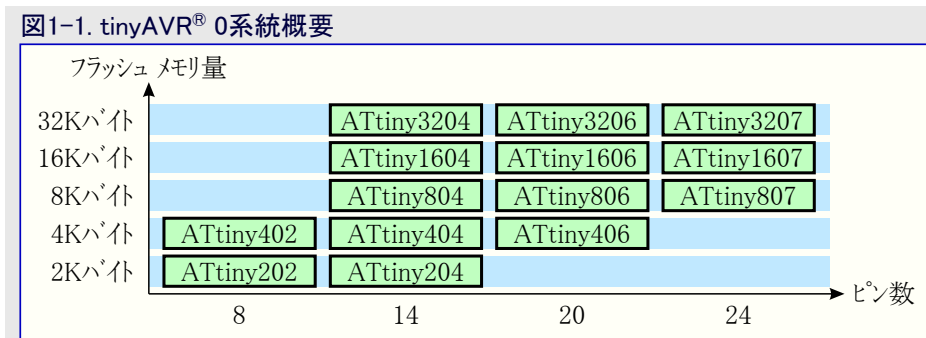 図1-1. tinyAVR® 0系統概要
フラッシュ メモリ量
32Kバイト ATtiny3204 ATtiny3206 ATtiny3207
16Kバイト ATtiny1604 ATtiny1606 ATtiny1607
8Kバイト ATtiny804 ATtiny806 ATtiny807
4Kバイト ATtiny402 ATtiny404 ATtiny406
2Kバイト ATtiny202 ATtiny204
ピン数
8 14 20 24